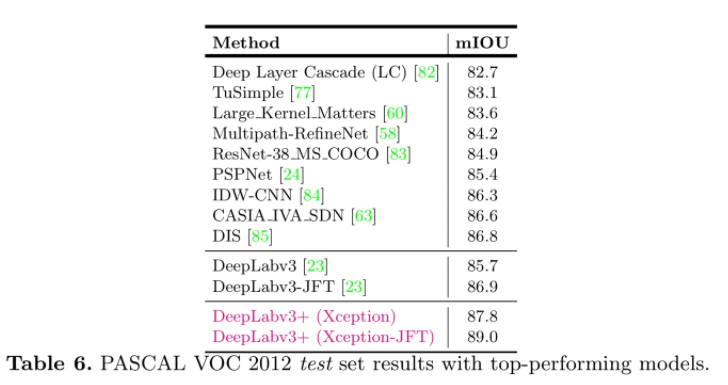 Method mIOU
Deep Layer Cascade (LC) [82] 82.7
TuSimple [77] 83.1
Large_Kernel_Matters [60] 83.6
Multipath-RefineNet [58] 84.2
ResNet-38_MS_COCO [83] 84.9
PSPNet [24] 85.4
IDW-CNN [84] 86.3
CASIA_IVA_SDN [63] 86.6
DIS [85] 86.8
DeepLabv3 [23] 85.7
DeepLabv3-JFT [23] 86.9
DeepLabv3+ (Xception) 87.8
DeepLabv3+ (Xception-JFT) 89.0
Table 6. PASCAL VOC 2012 test set results with top-performing models.